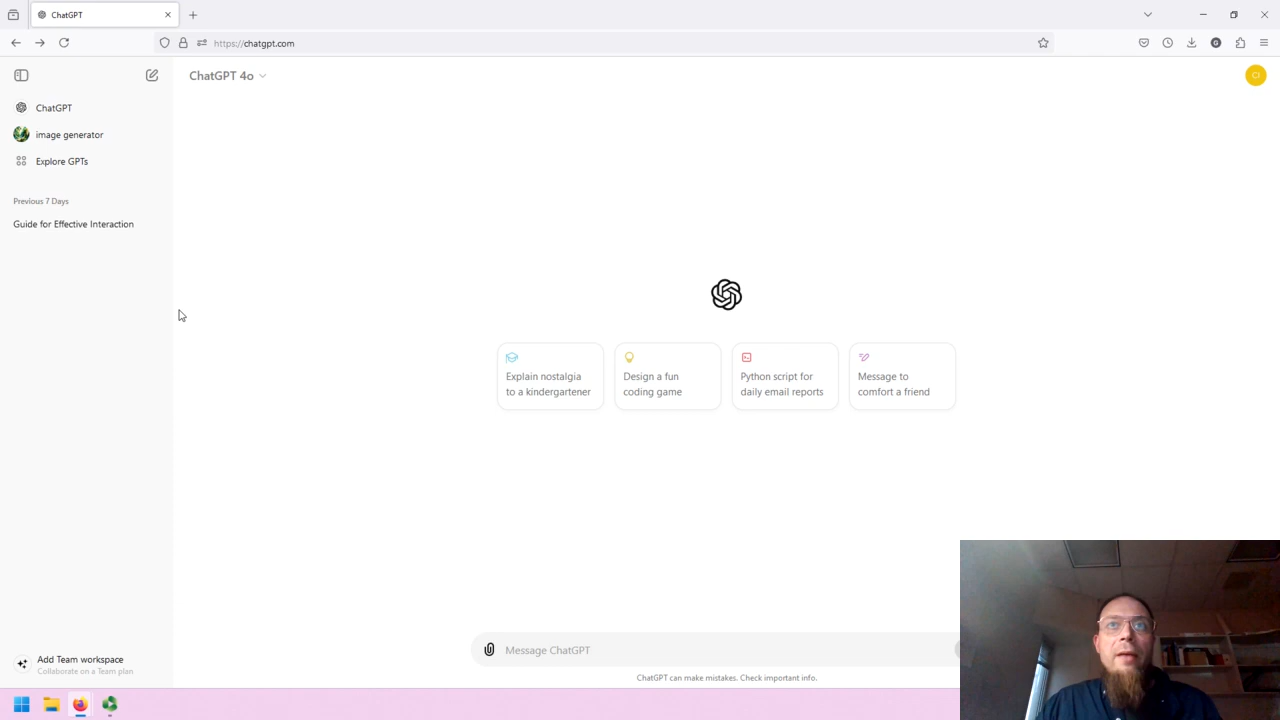 ChatGPT
https://chatgpt.com
ChatGPT 4o
CI
ChatGPT
image generator
Explore GPTs
Previous 7 Days
Guide for Effective Interaction
Explain nostalgia
to a kindergartener
Design a fun
coding game
Python script for
daily email reports
Message to
comfort a friend
Message ChatGPT
ChatGPT can make mistakes. Check important info.
Add Team workspace
Collaborate on a Team plan